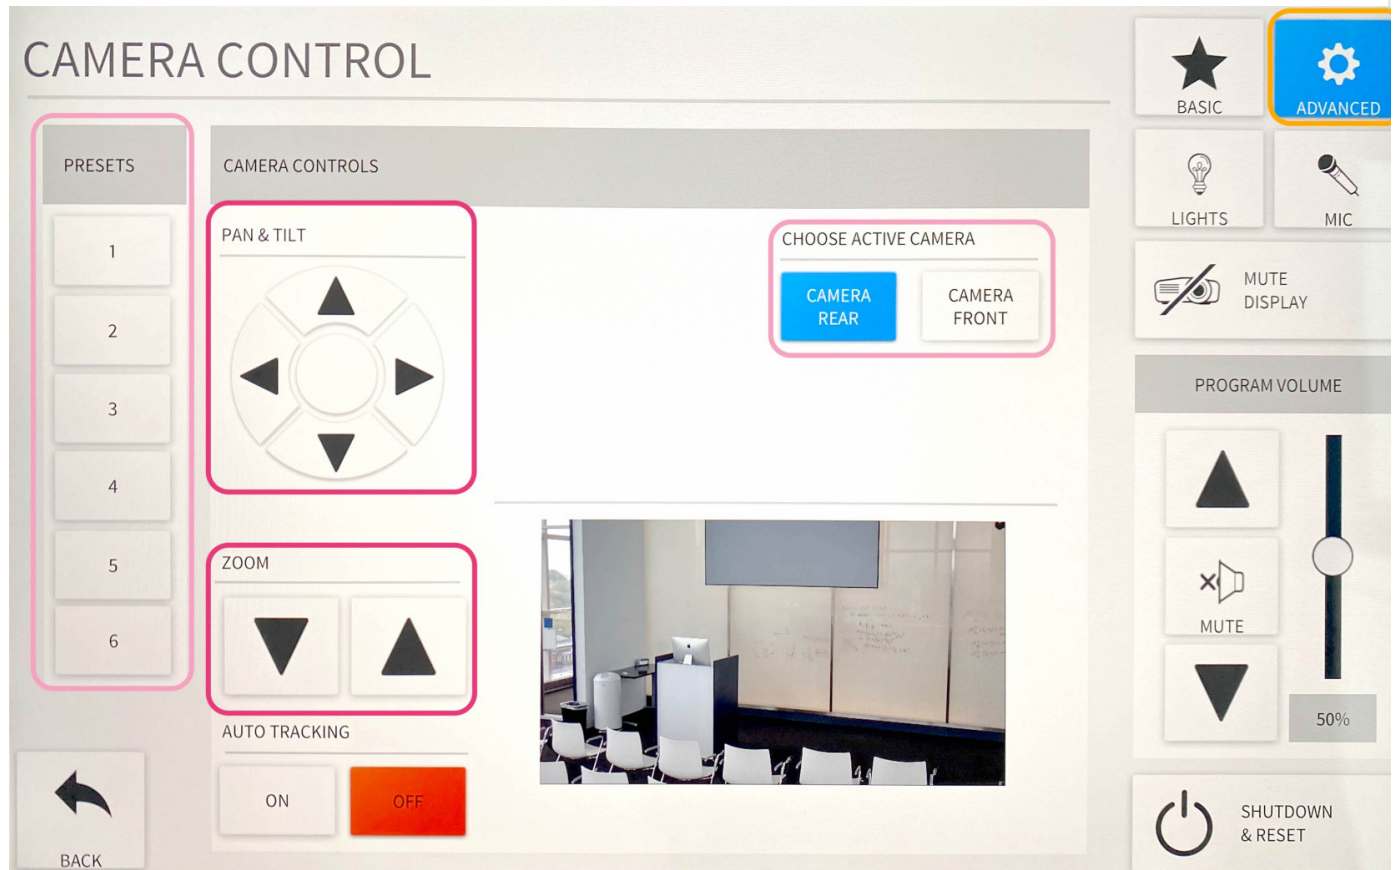 CAMERA CONTROL
PRESETS
1
2
3
4
5
6
BACK
CAMERA CONTROLS
PAN & TILT
ZOOM
AUTO TRACKING
ON
OFF
CHOOSE ACTIVE CAMERA
CAMERA
REAR
CAMERA
FRONT
BASIC
ADVANCED
LIGHTS
MIC
MUTE
DISPLAY
PROGRAM VOLUME
MUTE
50%
SHUTDOWN
& RESET